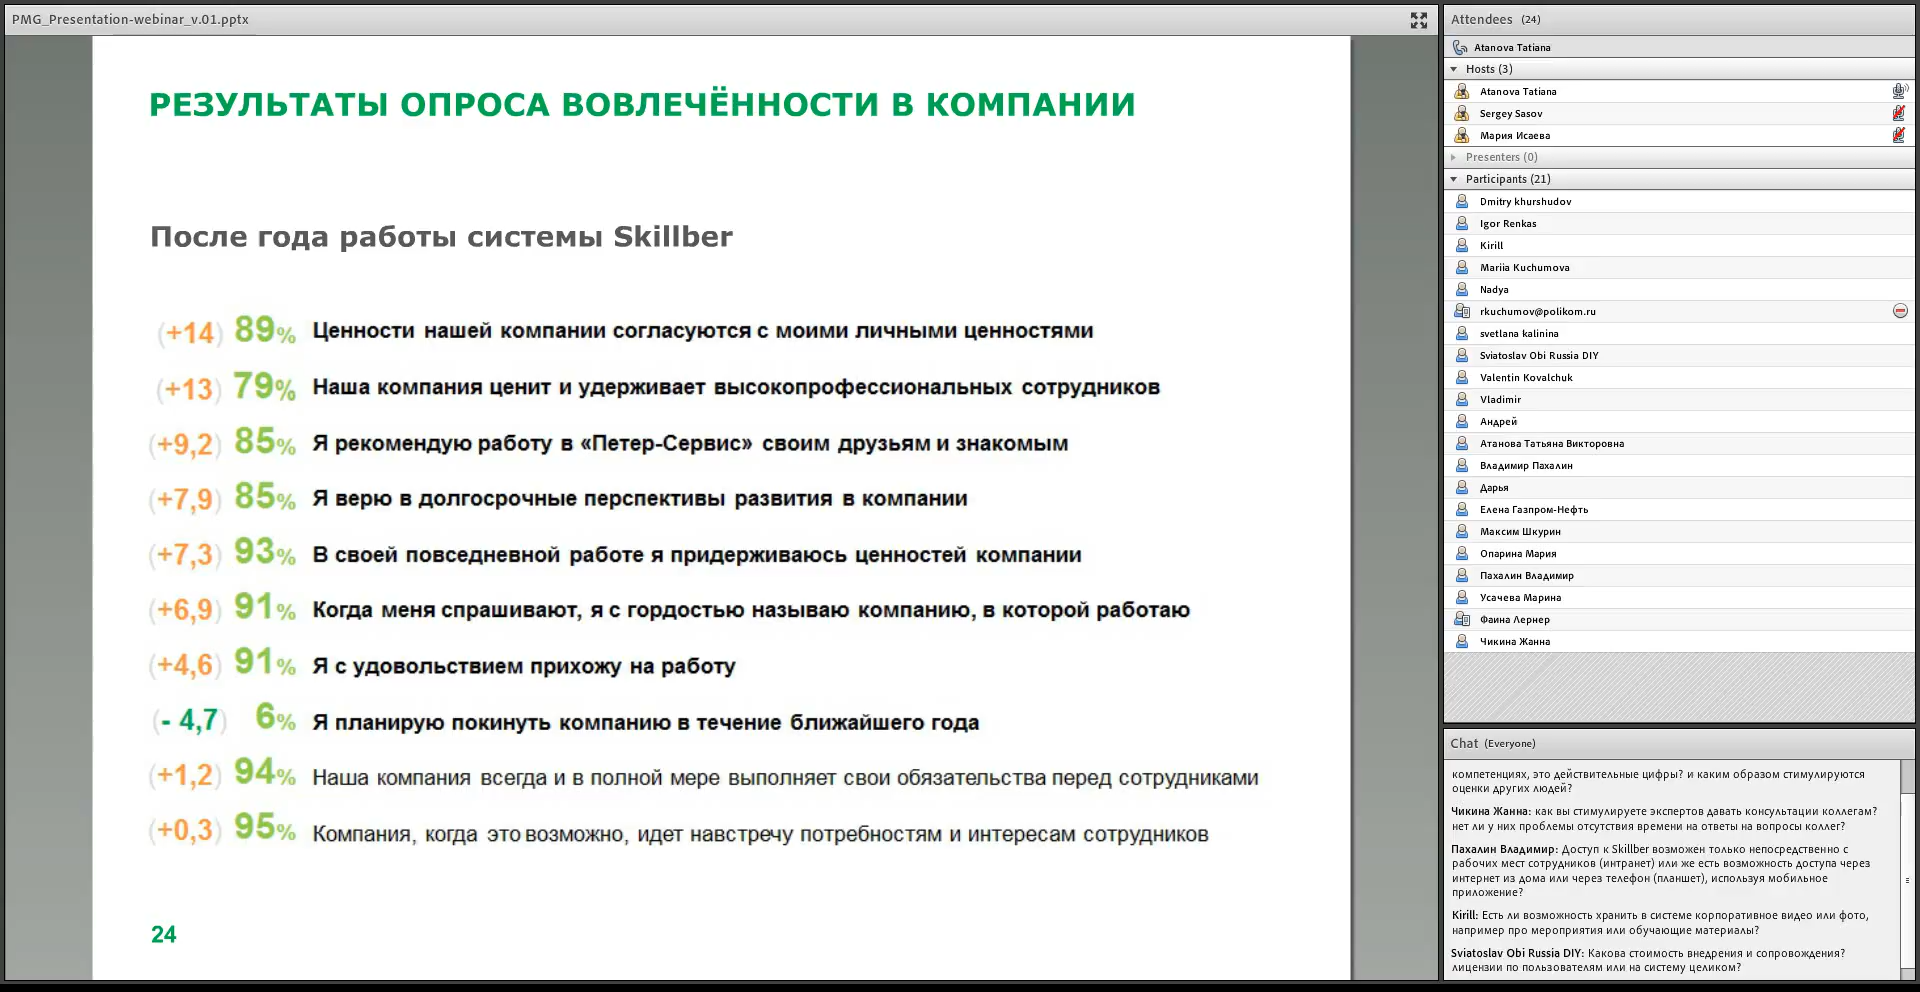 PMG_Presentation-webinar_v.01.pptx
РЕЗУЛЬТАТЫ ОПРОСА ВОВЛЕЧЁННОСТИ В КОМПАНИИ
После года работы системы Skillber
(+14) 89% Ценности нашей компании согласуются с моими личными ценностями
(+13) 79% Наша компания ценит и удерживает высокопрофессиональных сотрудников
(+9,2) 85% Я рекомендую работу в «Петер-Сервис» своим друзьям и знакомым
(+7,9) 85% Я верю в долгосрочные перспективы развития в компании
(+7,3) 93% В своей повседневной работе я придерживаюсь ценностей компании
(+6,9) 91% Когда меня спрашивают, я с гордостью называю компанию, в которой работаю
(+4,6) 91% Я с удовольствием прихожу на работу
(- 4,7) 6% Я планирую покинуть компанию в течение ближайшего года
(+1,2) 94% Наша компания всегда и в полной мере выполняет свои обязательства перед сотрудниками
(+0,3) 95% Компания, когда это возможно, идет навстречу потребностям и интересам сотрудников
24
Attendees (24)
Atanova Tatiana
Hosts (3)
Atanova Tatiana
Sergey Sasov
Мария Исаева
Presenters (0)
Participants (21)
Dmitry khurshudov
Igor Renkas
Kirill
Mariia Kuchumova
Nadya
rkuchumov@polikom.ru
svetlana kalinina
Sviatoslav Obi Russia DIY
Valentin Kovalchuk
Vladimir
Андрей
Атанова Татьяна Викторовна
Владимир Пахалин
Дарья
Елена Газпром-Нефть
Максим Шкурин
Опарина Мария
Пахалин Владимир
Усачева Марина
Фаина Лернер
Чикина Жанна
Chat (Everyone)
компетенциях, это действительные цифры? и каким образом стимулируются
оценки других людей?
Чикина Жанна: как вы стимулируете экспертов давать консультации коллегам?
нет ли у них проблемы отсутствия времени на ответы на вопросы коллег?
Пахалин Владимир: Доступ к Skillber возможен только непосредственно с
рабочих мест сотрудников (интранет) или же есть возможность доступа через
интернет из дома или через телефон (планшет), используя мобильное
приложение?
Kirill: Есть ли возможность хранить в системе корпоративное видео или фото,
например про мероприятия или обучающие материалы?
Sviatoslav Obi Russia DIY: Какова стоимость внедрения и сопровождения?
лицензии по пользователям или на систему целиком?